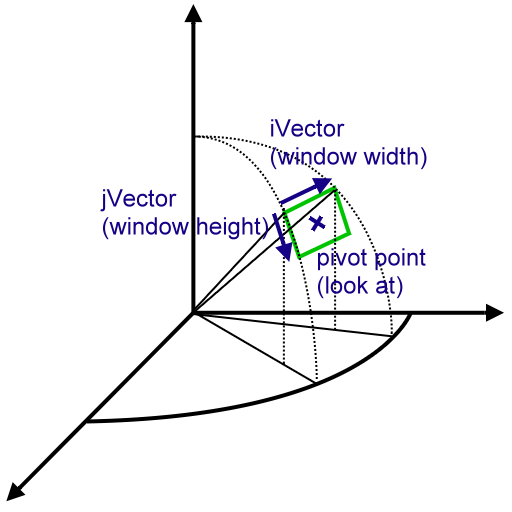 iVector
(window width)
jVector
(window height)
pivot point
(look at)